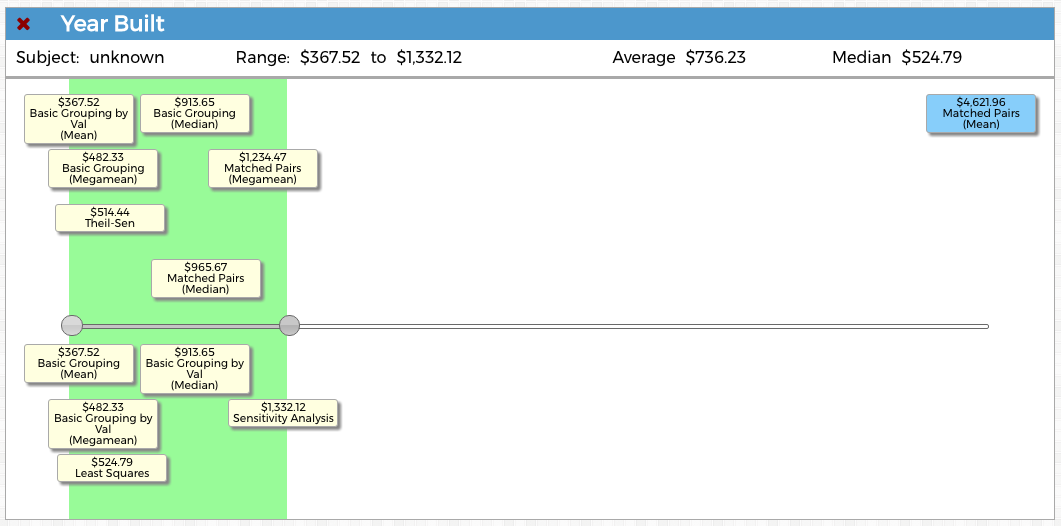 Year Built
Subject: unknown Range: $367.52 to $1,332.12 Average $736.23 Median $524.79
$367.52
Basic Grouping by
Val
(Mean)
$913.65
Basic Grouping
(Median)
$4,621.96
Matched Pairs
(Mean)
$482.33
Basic Grouping
(Megamean)
$1,234.47
Matched Pairs
(Megamean)
$514.44
Theil-Sen
$965.67
Matched Pairs
(Median)
$367.52
Basic Grouping
(Mean)
$913.65
Basic Grouping by
Val
(Median)
$482.33
Basic Grouping by
Val
(Megamean)
$1,332.12
Sensitivity Analysis
$524.79
Least Squares